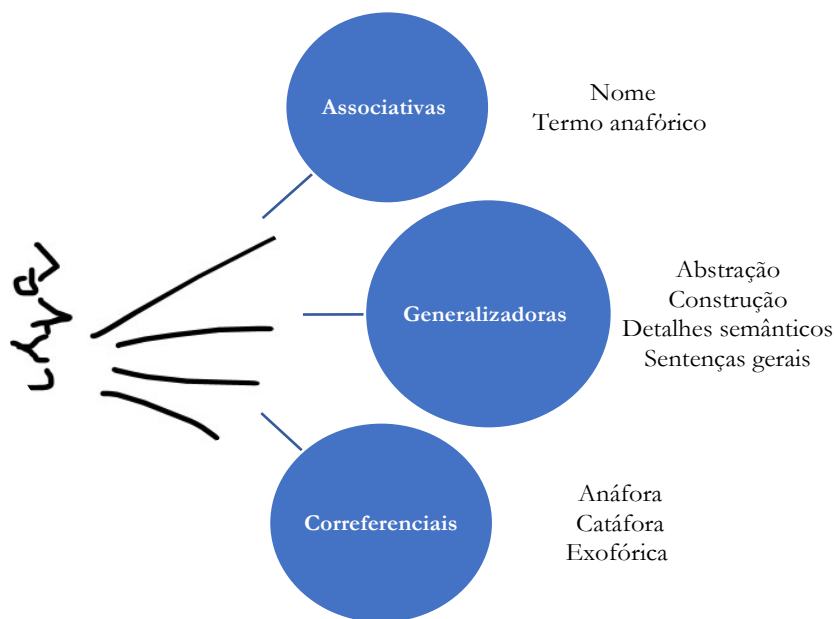 Associativas
Nome
Termo anafórico
Generalizadoras
Abstração
Construção
Detalhes semânticos
Sentenças gerais
Correferenciais
Anáfora
Catáfora
Exofórica